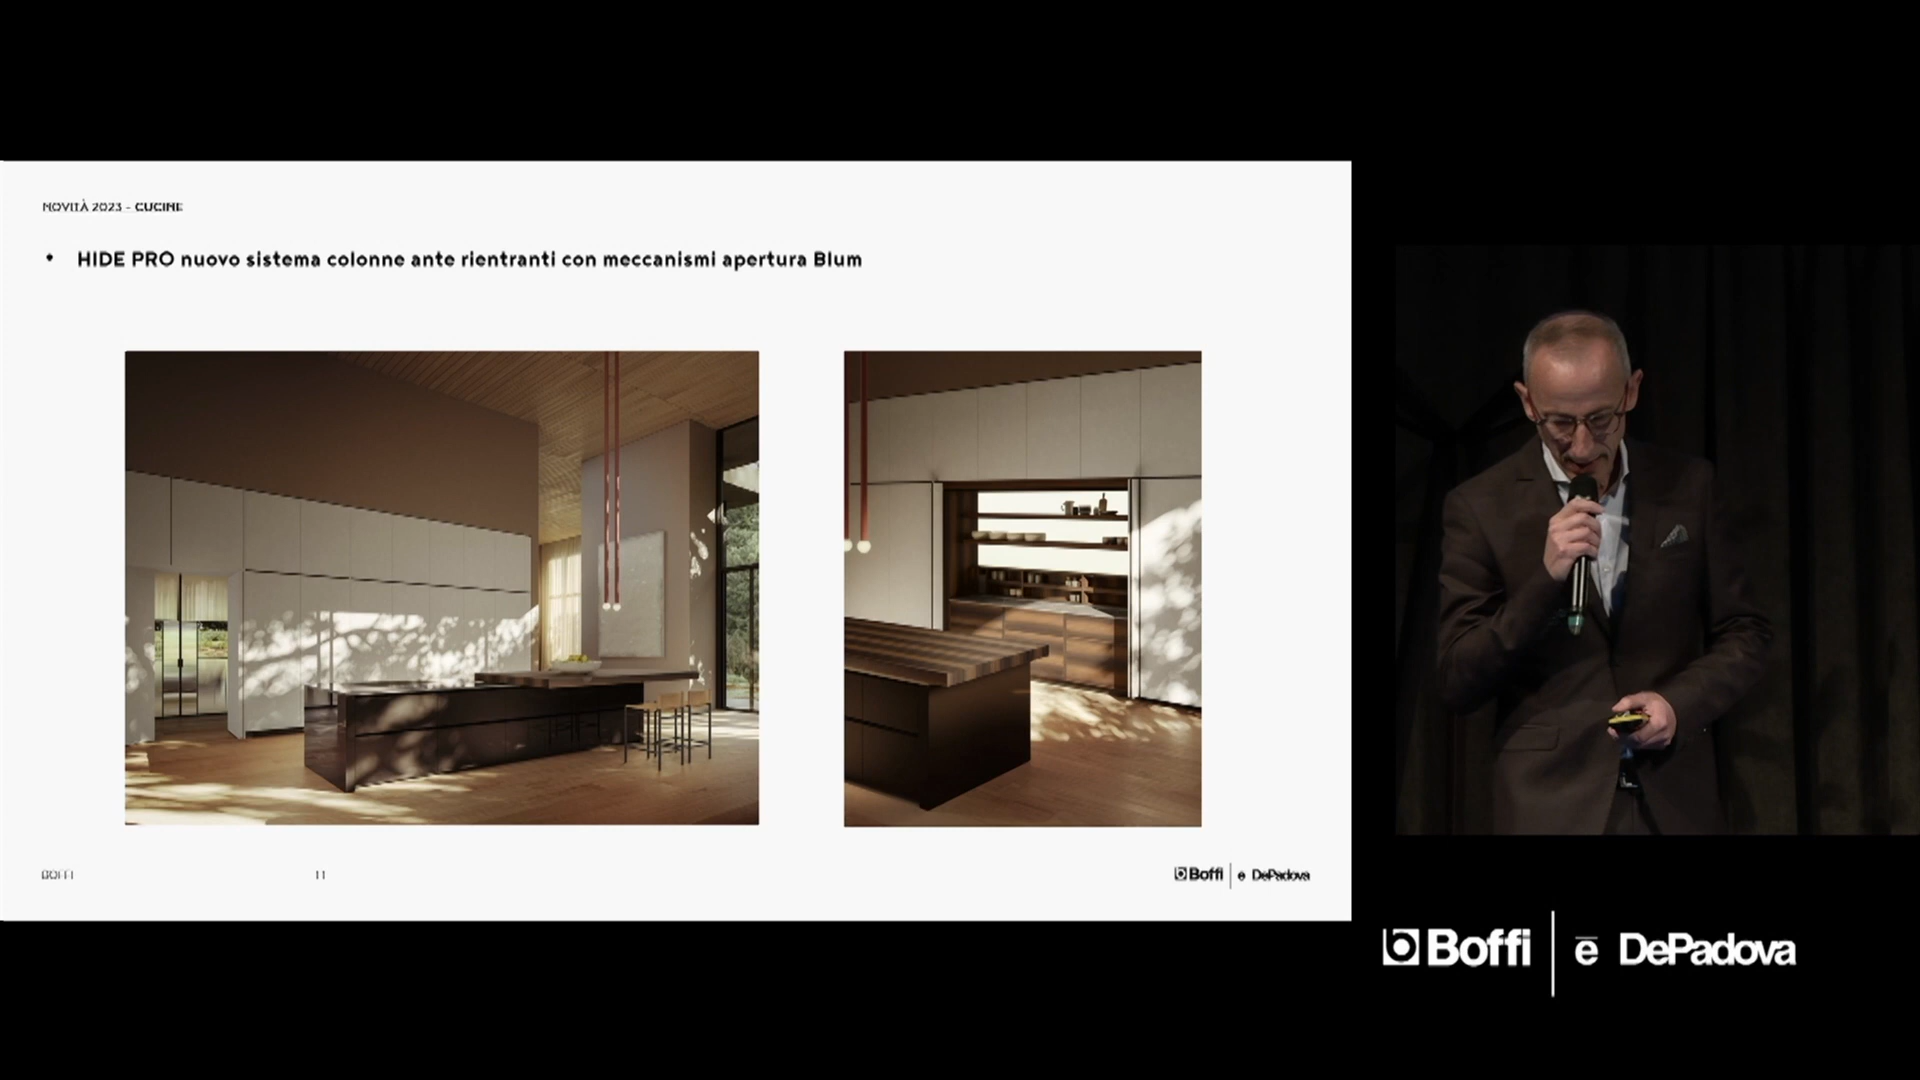 NOVITÀ 2023 - CUCINE
• HIDE PRO nuovo sistema colonne ante rientranti con meccanismi apertura Blum
BOFFI
11
Boffi | e DePadova
Boffi | e DePadova